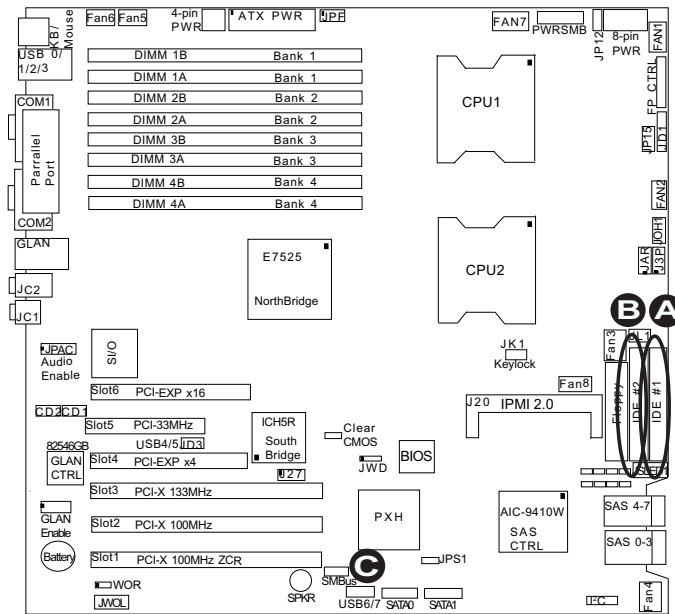 Fan6 Fan5 4-pin PWR ATX PWR JPF FAN7 PWRSMB JP12 8-pin PWR FAN1
KB/ Mouse
USB 0/ 1/2/3
DIMM 1B Bank 1
DIMM 1A Bank 1
DIMM 2B Bank 2
DIMM 2A Bank 2
DIMM 3B Bank 3
DIMM 3A Bank 3
DIMM 4B Bank 4
DIMM 4A Bank 4
COM1
Parrallel Port
COM2
GLAN
JC2
JC1
CPU1
CPU2
FP CTRL
JP15 JD1
FAN2
JOH1
JAR J3P
E7525
NorthBridge
B A
JPAC
Audio Enable
SI/O
JK1
Keylock
Fan3
Floppy
IDE #2
IDE #1
Fan8
J20 IPMI 2.0
Slot6 PCI-EXP x16
CD2 CD1
Slot5 PCI-33MHz
82546GB
GLAN CTRL
USB4/5 JD3
Slot4 PCI-EXP x4
ICH5R
South Bridge
Clear CMOS
JWD
BIOS
J27
Slot3 PCI-X 133MHz
GLAN Enable
Slot2 PCI-X 100MHz
PXH
AIC-9410W
SAS CTRL
SAS 4-7
SAS 0-3
Battery
Slot1 PCI-X 100MHz ZCR
JPS1
C
WOR
JWOL
SPKR
SMBus
USB6/7
SATA0
SATA1
I²C
Fan4